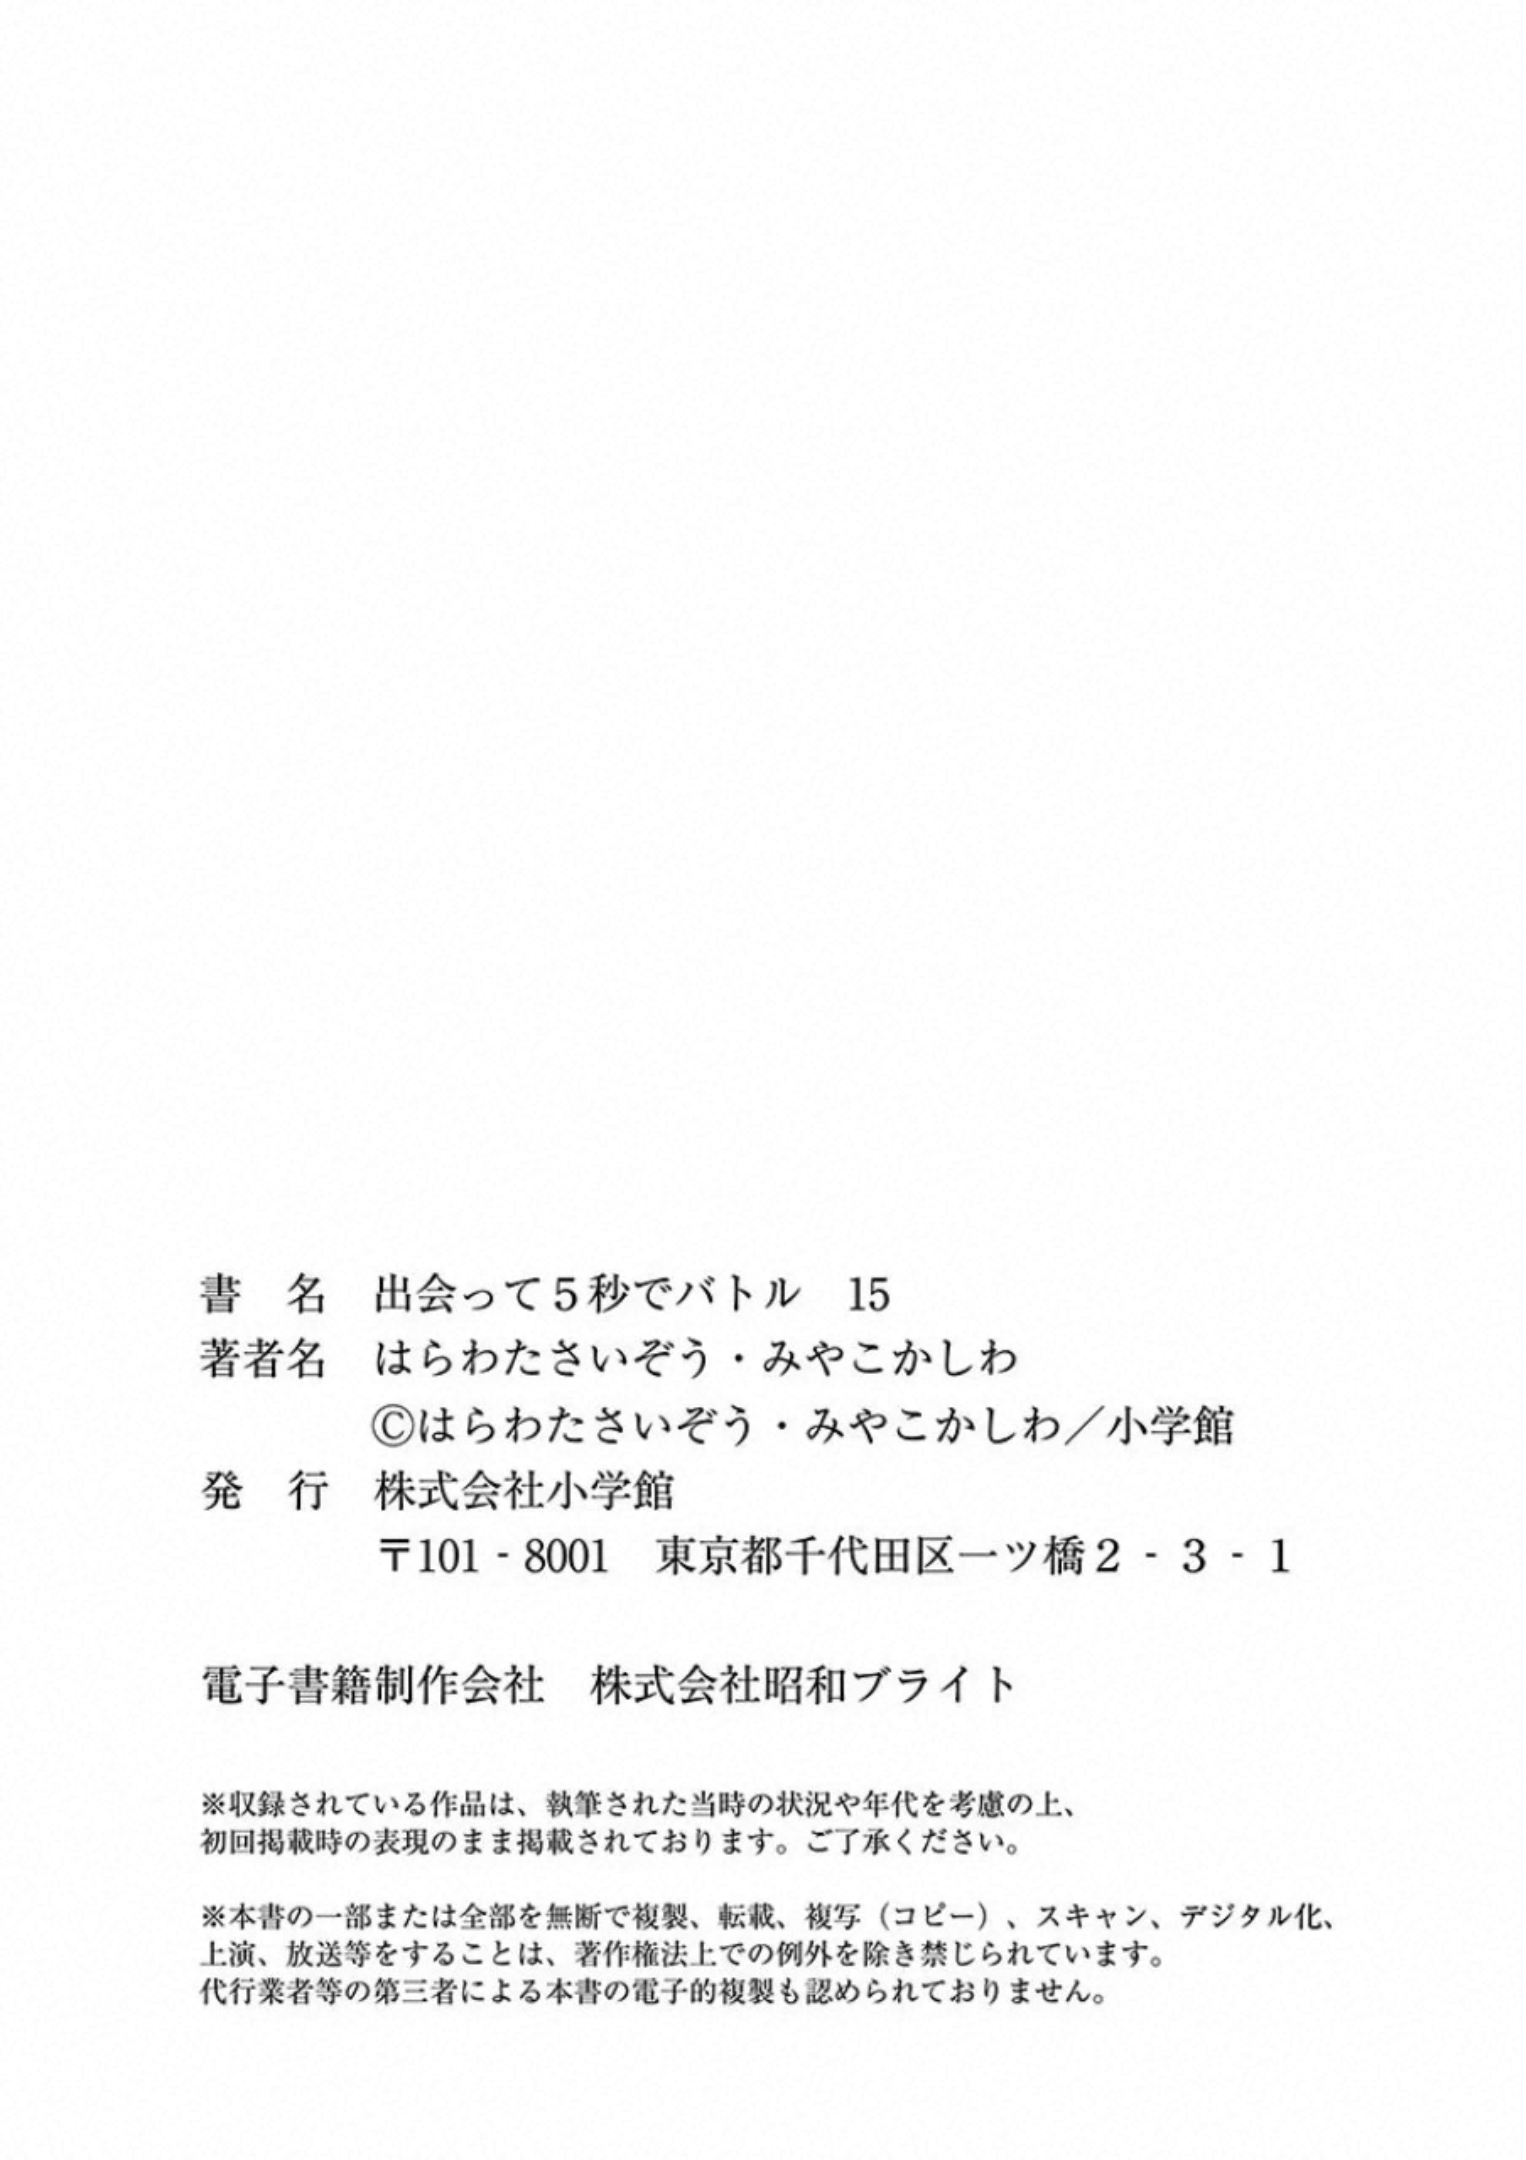 書　名　出会って５秒でバトル　15
著者名　はらわたさいぞう・みやこかしわ
Ⓒはらわたさいぞう・みやこかしわ／小学館
発　行　株式会社小学館
〒101 - 8001　東京都千代田区一ツ橋２ - ３ - １
電子書籍制作会社　株式会社昭和ブライト
※収録されている作品は、執筆された当時の状況や年代を考慮の上、
初回掲載時の表現のまま掲載されております。ご了承ください。
※本書の一部または全部を無断で複製、転載、複写（コピー）、スキャン、デジタル化、
上演、放送等をすることは、著作権法上での例外を除き禁じられています。
代行業者等の第三者による本書の電子的複製も認められておりません。